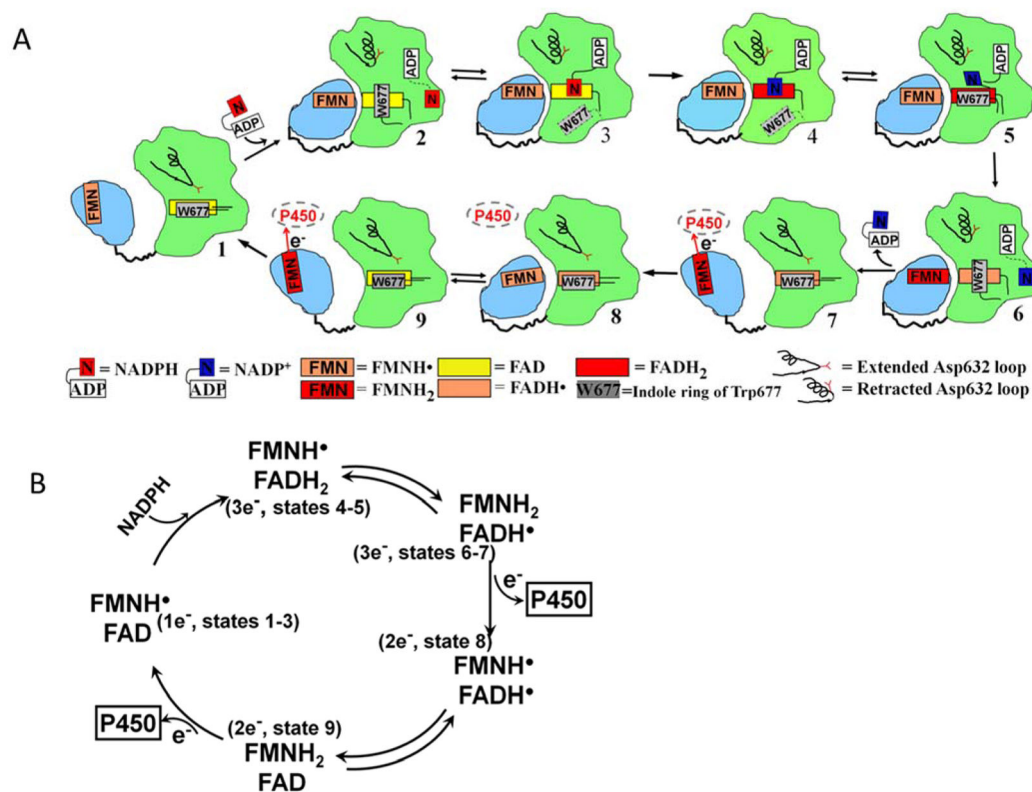 A
N
ADP
FMN
W677
1
FMN
W677
ADP
N
2
FMN
N
ADP
W677
3
FMN
N
ADP
W677
4
FMN
N
ADP
W677
5
P450
e-
FMN
W677
9
P450
FMN
W677
8
P450
e-
FMN
W677
7
N
ADP
FMN
W677
ADP
N
6
N = NADPH
ADP
N = NADP+
ADP
FMN = FMNH•
FMN = FMNH2
= FAD
= FADH•
= FADH2
W677 =Indole ring of Trp677
= Extended Asp632 loop
= Retracted Asp632 loop
B
FMNH•
FADH2
(3e-, states 4-5)
NADPH
FMNH2
FADH•
(3e-, states 6-7)
e-
P450
FMNH•
FAD (1e-, states 1-3)
(2e-, state 8)
FMNH•
FADH•
P450
e-
(2e-, state 9)
FMNH2
FAD